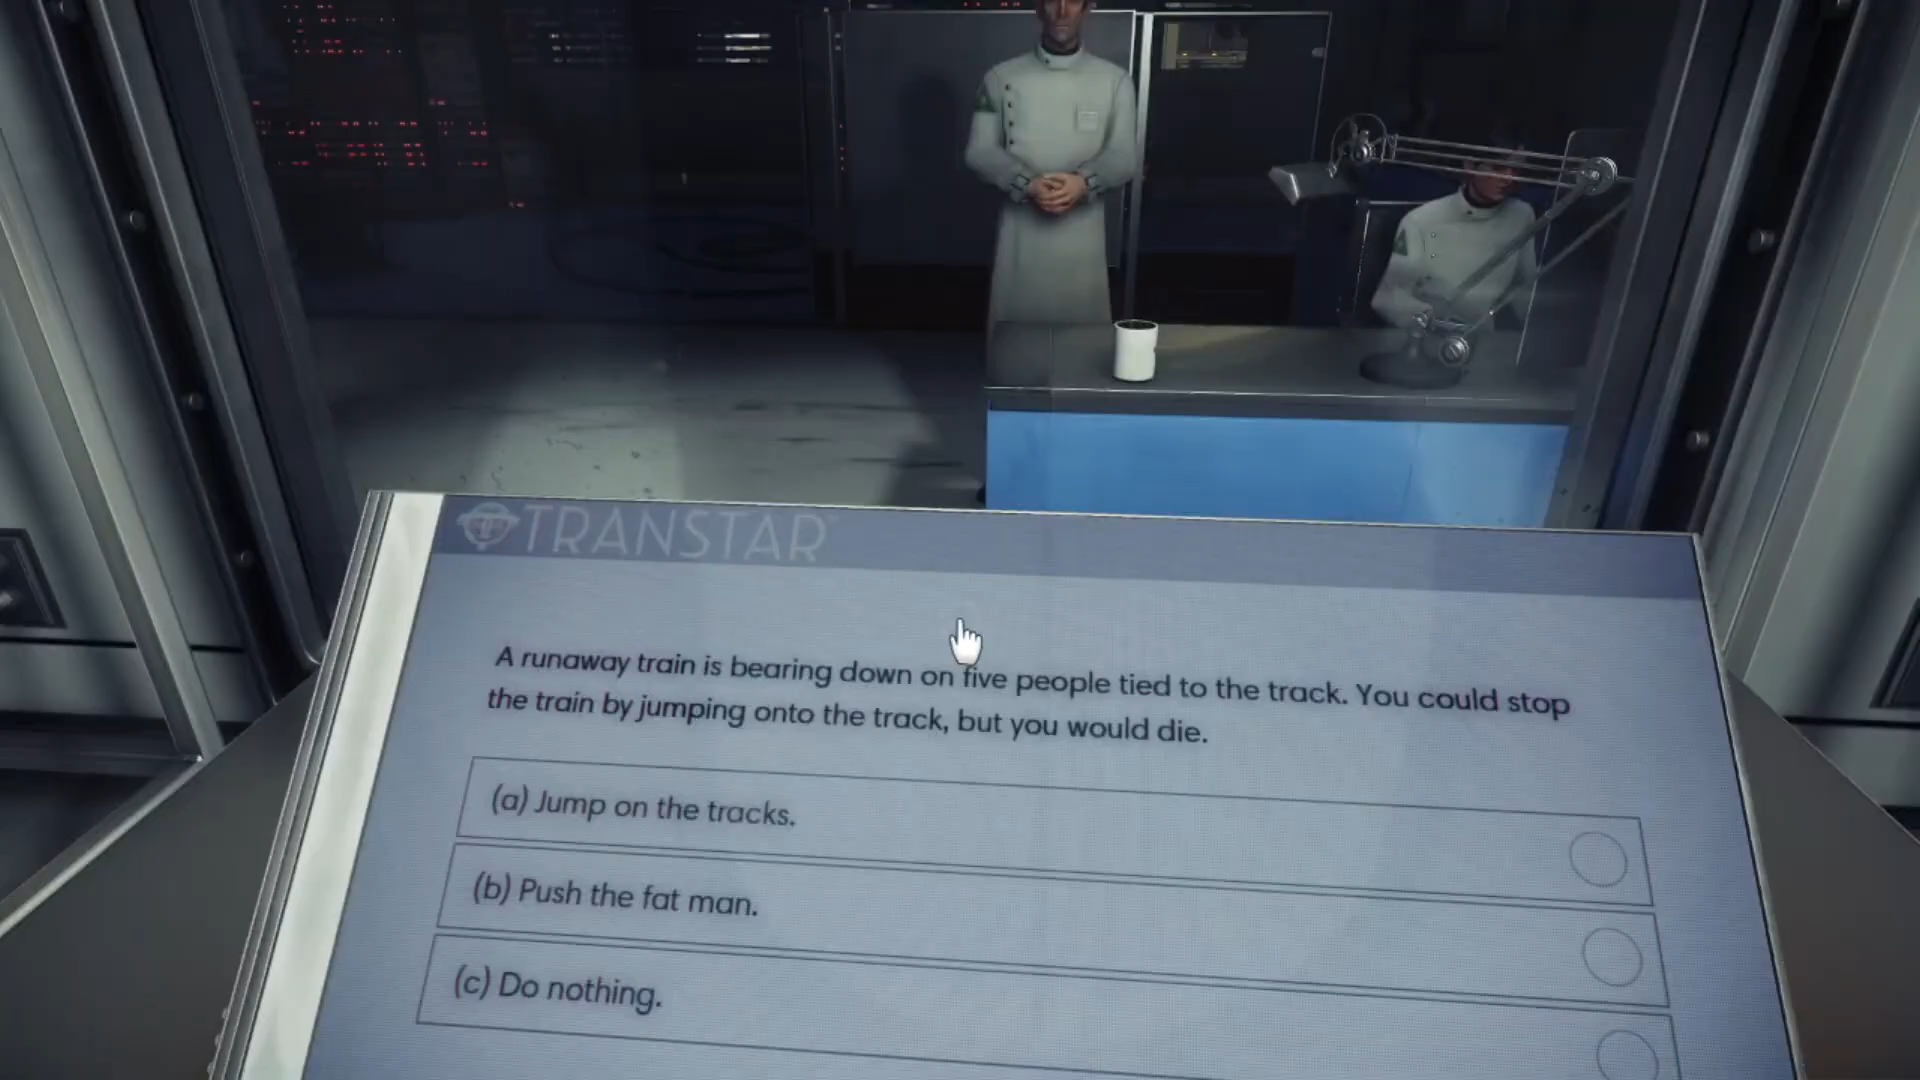 TRANSTAR
A runaway train is bearing down on five people tied to the track. You could stop
the train by jumping onto the track, but you would die.
(a) Jump on the tracks.
(b) Push the fat man.
(c) Do nothing.